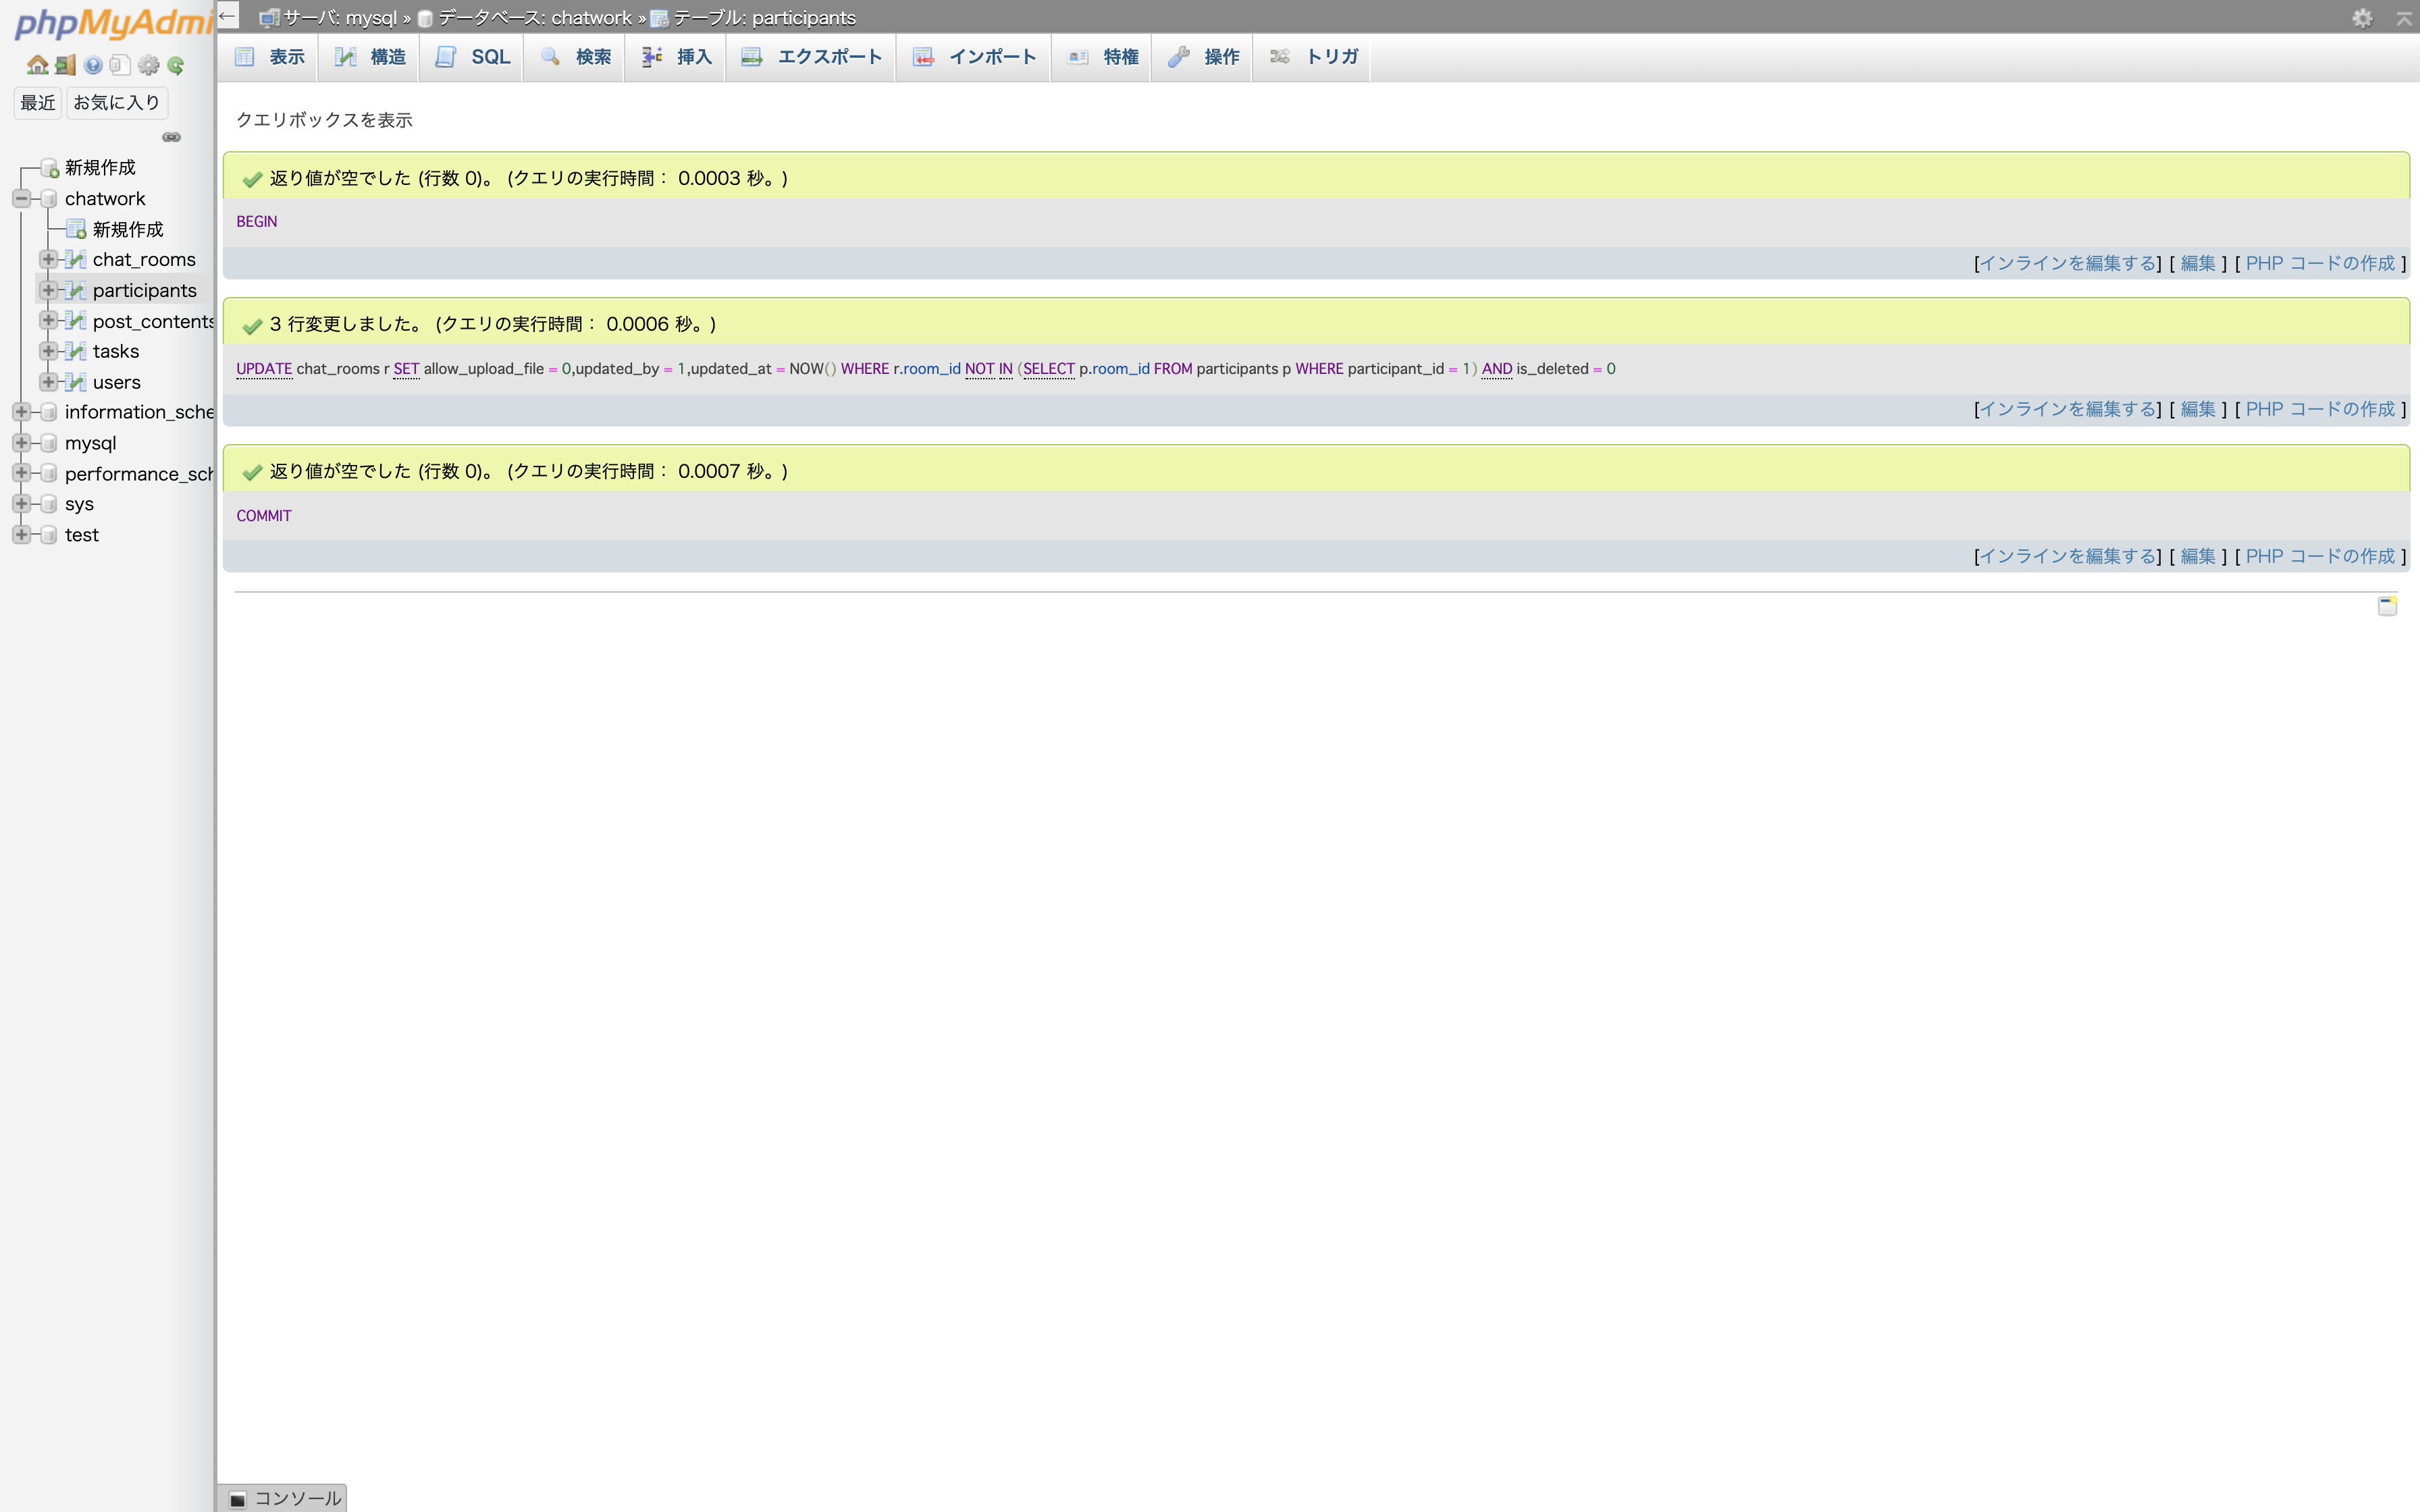 phpMyAdmi
最近 お気に入り
新規作成
chatwork
新規作成
chat_rooms
participants
post_contents
tasks
users
information_sche
mysql
performance_sch
sys
test
← サーバ: mysql » データベース: chatwork » テーブル: participants
表示 構造 SQL 検索 挿入 エクスポート インポート 特権 操作 トリガ
クエリボックスを表示
返り値が空でした (行数 0)。 (クエリの実行時間： 0.0003 秒。)
BEGIN
[インラインを編集する] [ 編集 ] [ PHP コードの作成 ]
3 行変更しました。 (クエリの実行時間： 0.0006 秒。)
UPDATE chat_rooms r SET allow_upload_file = 0,updated_by = 1,updated_at = NOW() WHERE r.room_id NOT IN (SELECT p.room_id FROM participants p WHERE participant_id = 1) AND is_deleted = 0
[インラインを編集する] [ 編集 ] [ PHP コードの作成 ]
返り値が空でした (行数 0)。 (クエリの実行時間： 0.0007 秒。)
COMMIT
[インラインを編集する] [ 編集 ] [ PHP コードの作成 ]
コンソール